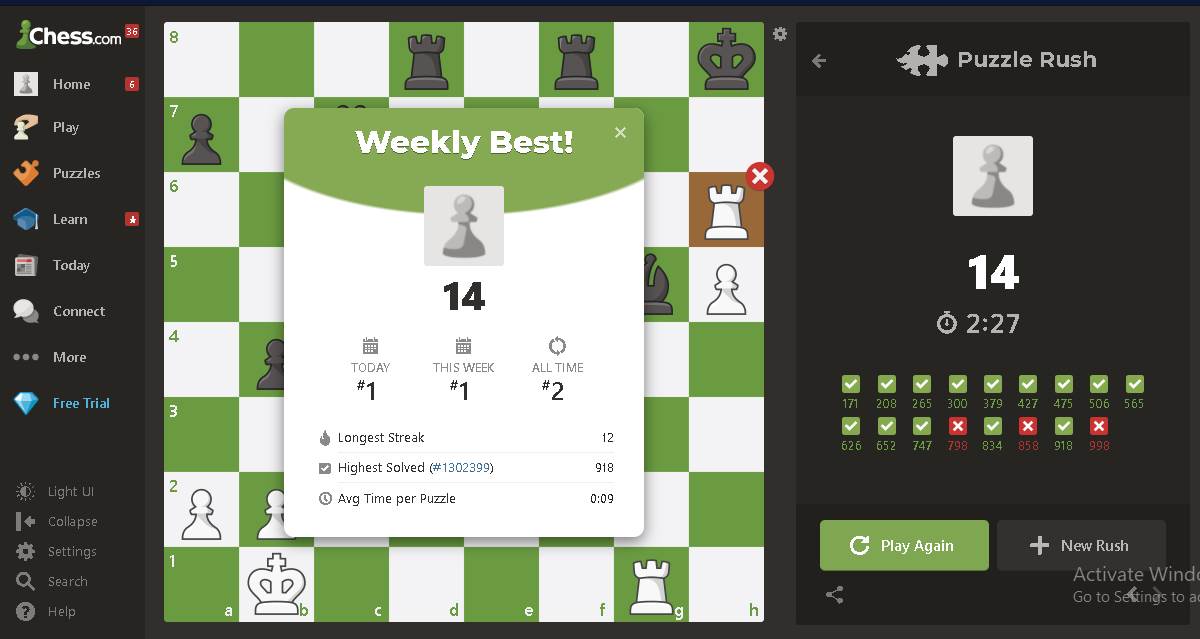 Chess.com 36
Home 6
Play
Puzzles
Learn
Today
Connect
More
Free Trial
Light UI
Collapse
Settings
Search
Help
8
7
6
5
4
3
2
1
a b c d e f g h
Weekly Best!
×
14
TODAY THIS WEEK ALL TIME
#1 #1 #2
Longest Streak 12
Highest Solved (#1302399) 918
Avg Time per Puzzle 0:09
Puzzle Rush
14
2:27
171 208 265 300 379 427 475 506 565
626 652 747 798 834 858 918 998
Play Again
New Rush
Activate Windo
Go to Settings to ac